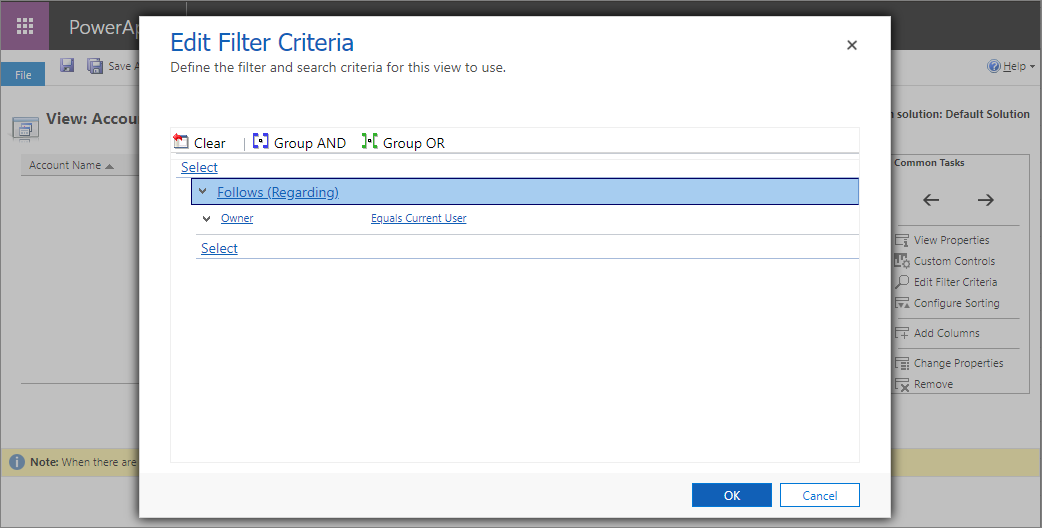 PowerAp
Edit Filter Criteria
Define the filter and search criteria for this view to use.
File
Save A
Help
View: Accou
solution: Default Solution
Clear
Group AND
Group OR
Account Name
Select
Common Tasks
Follows (Regarding)
Owner
Equals Current User
Select
View Properties
Custom Controls
Edit Filter Criteria
Configure Sorting
Add Columns
Change Properties
Remove
Note: When there are
OK
Cancel